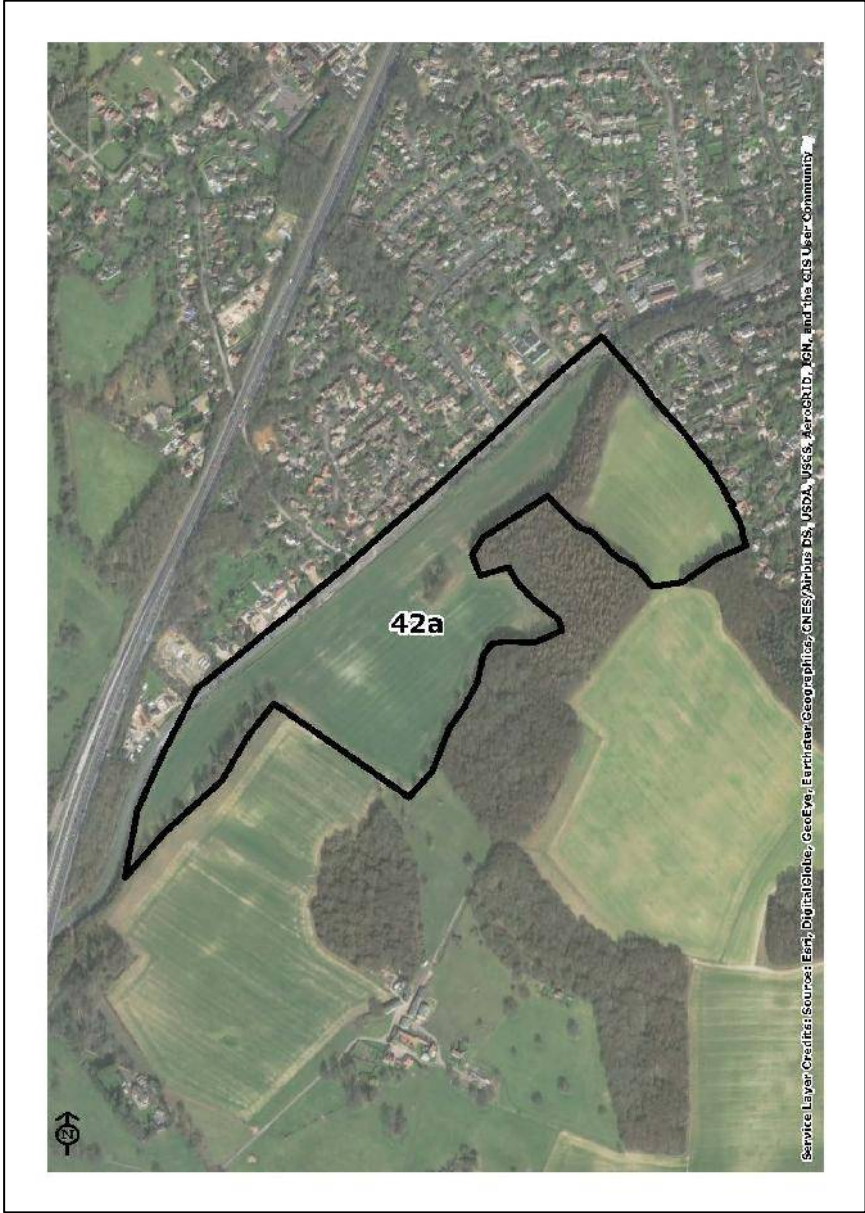 42a
Service Layer Credits: Source: Esri, DigitalGlobe, GeoEye, Earthstar Geographics, CNES/Airbus DS, USDA, USGS, AeroGRID, IGN, and the GIS User Community
N